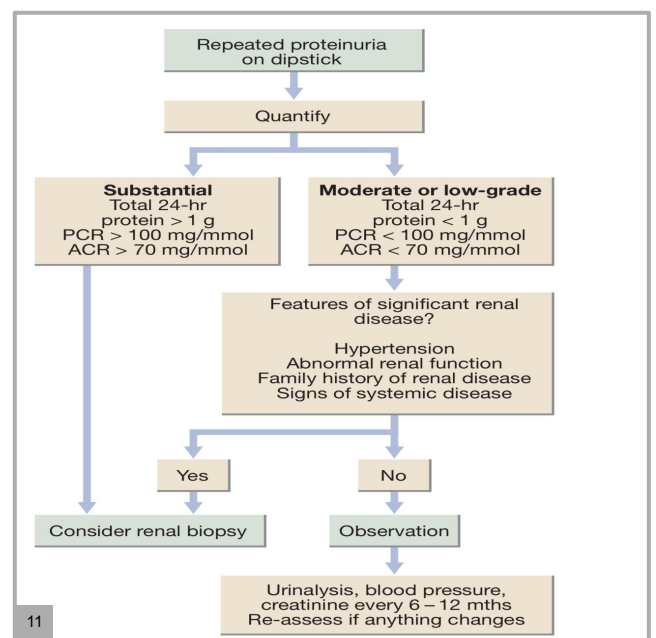 Repeated proteinuria
on dipstick
Quantify
Substantial
Total 24-hr
protein > 1 g
PCR > 100 mg/mmol
ACR > 70 mg/mmol
Moderate or low-grade
Total 24-hr
protein < 1 g
PCR < 100 mg/mmol
ACR < 70 mg/mmol
Features of significant renal
disease?
Hypertension
Abnormal renal function
Family history of renal disease
Signs of systemic disease
Yes
No
Consider renal biopsy
Observation
Urinalysis, blood pressure,
creatinine every 6 – 12 mths
Re-assess if anything changes
11